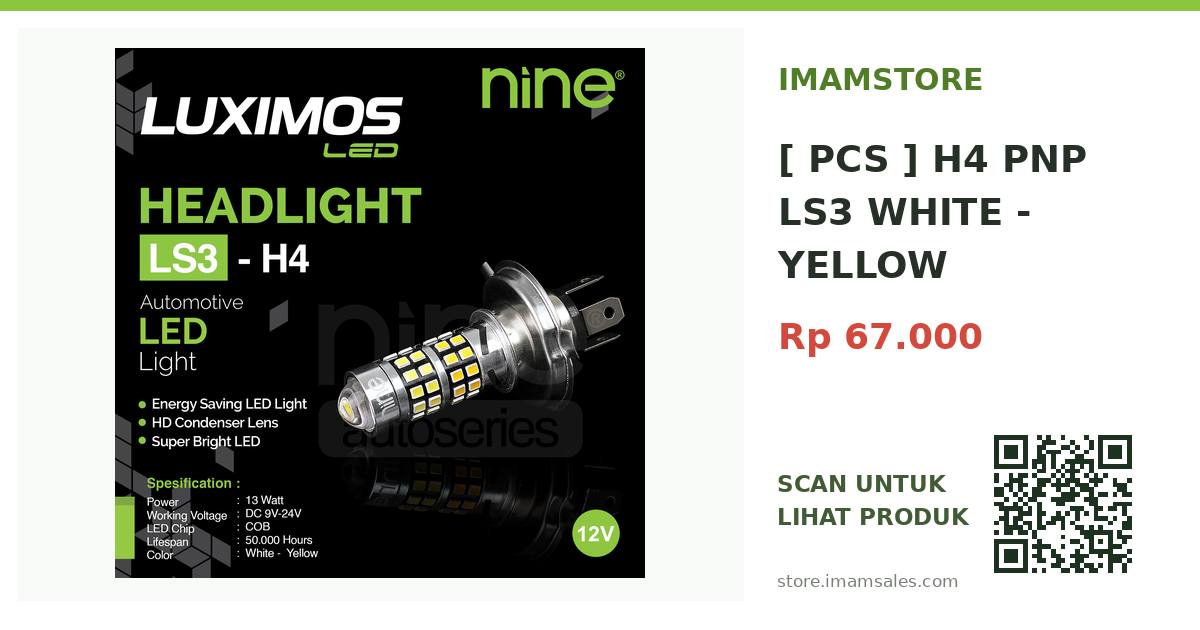 nine®
LUXIMOS
LED
HEADLIGHT
LS3 - H4
Automotive
LED
Light
Energy Saving LED Light
HD Condenser Lens
Super Bright LED
Spesification :
Power : 13 Watt
Working Voltage : DC 9V-24V
LED Chip : COB
Lifespan : 50.000 Hours
Color : White - Yellow
nine
autoseries
nine
12V
IMAMSTORE
[ PCS ] H4 PNP
LS3 WHITE -
YELLOW
Rp 67.000
SCAN UNTUK
LIHAT PRODUK
store.imamsales.com